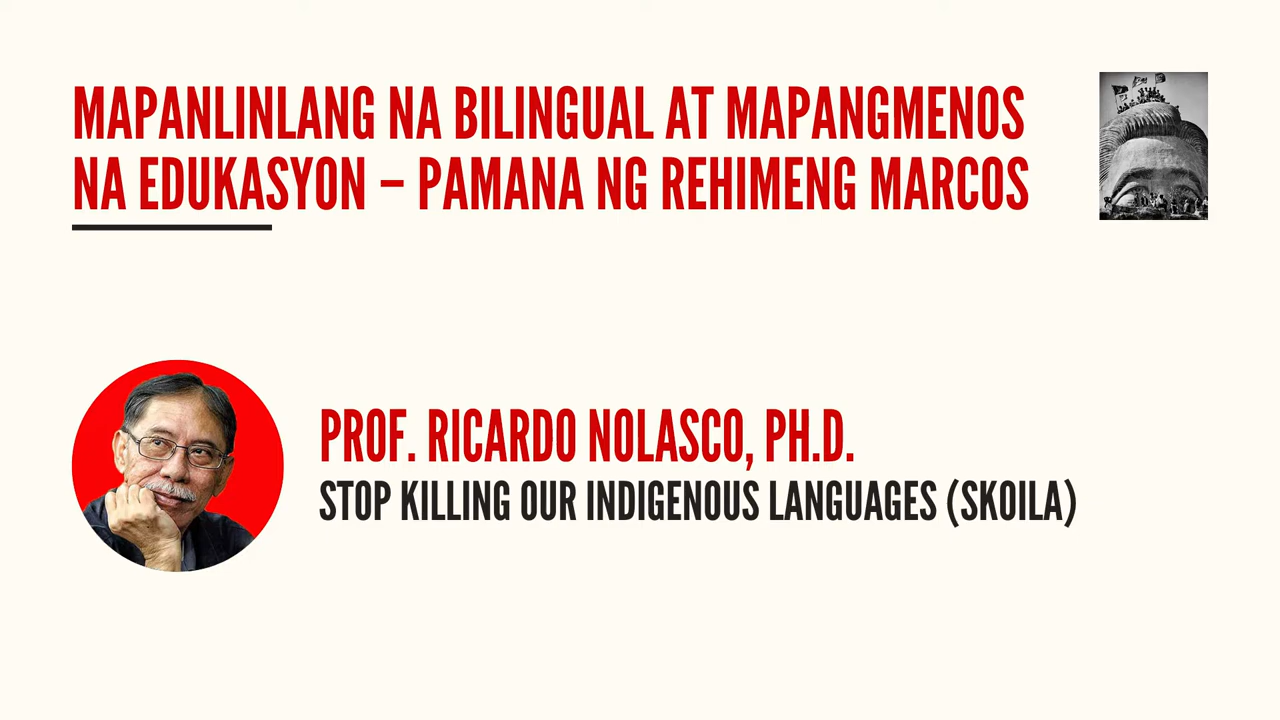 MAPANLINLANG NA BILINGUAL AT MAPANGMENOS
NA EDUKASYON – PAMANA NG REHIMENG MARCOS
PROF. RICARDO NOLASCO, PH.D.
STOP KILLING OUR INDIGENOUS LANGUAGES (SKOILA)